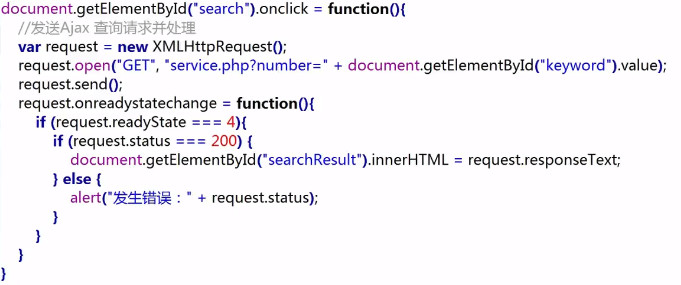 document.getElementById("search").onclick = function(){
//发送Ajax 查询请求并处理
var request = new XMLHttpRequest();
request.open("GET", "service.php?number=" + document.getElementById("keyword").value);
request.send();
request.onreadystatechange = function(){
if (request.readyState === 4){
if (request.status === 200) {
document.getElementById("searchResult").innerHTML = request.responseText;
} else {
alert("发生错误：" + request.status);
}
}
}
}